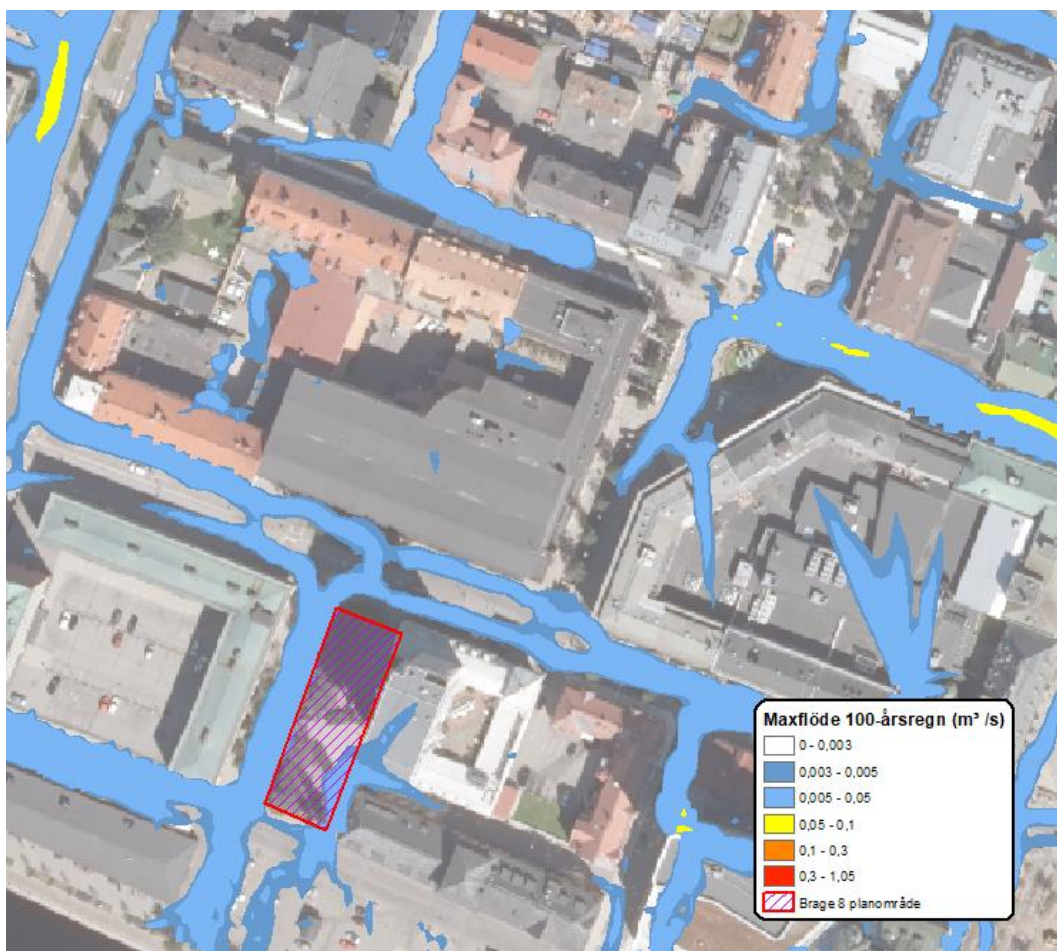 Maxflöde 100-årsregn (m³ /s)
0 - 0,003
0,003 - 0,005
0,005 - 0,05
0,05 - 0,1
0,1 - 0,3
0,3 - 1,05
Brage 8 planområde